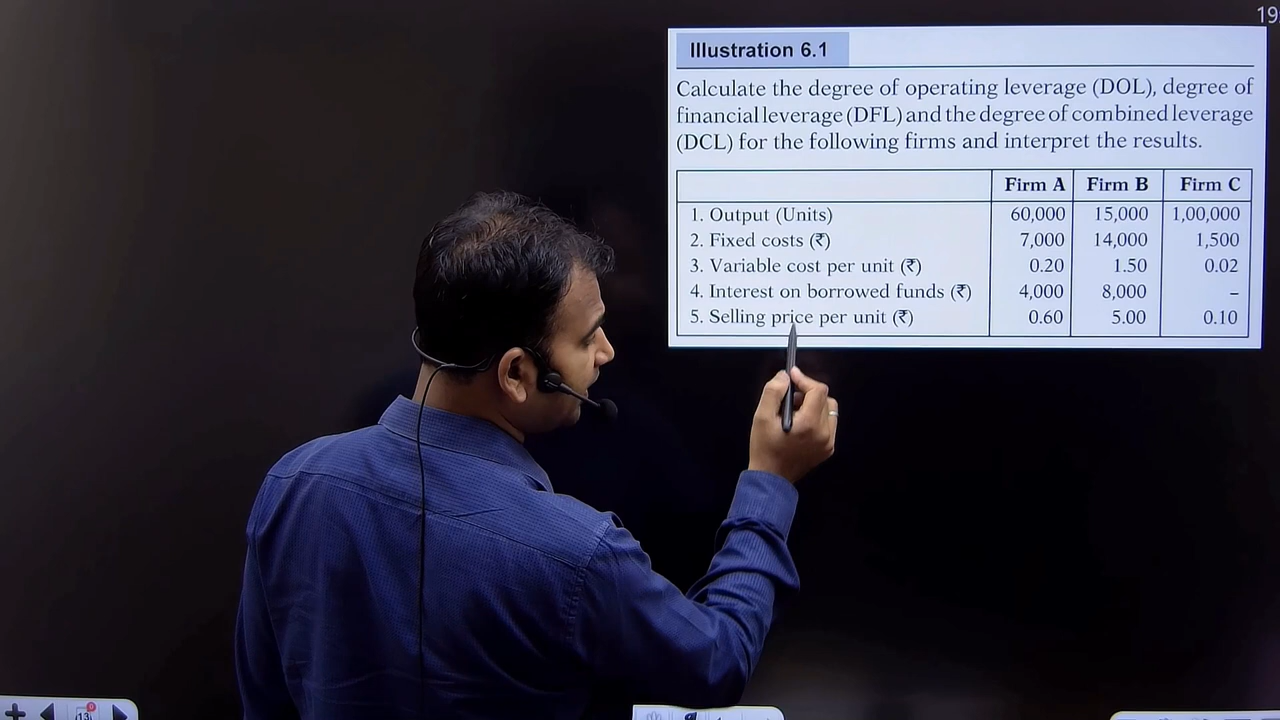 19
Illustration 6.1
Calculate the degree of operating leverage (DOL), degree of
financial leverage (DFL) and the degree of combined leverage
(DCL) for the following firms and interpret the results.
Firm A Firm B Firm C
1. Output (Units) 60,000 15,000 1,00,000
2. Fixed costs (₹) 7,000 14,000 1,500
3. Variable cost per unit (₹) 0.20 1.50 0.02
4. Interest on borrowed funds (₹) 4,000 8,000 –
5. Selling price per unit (₹) 0.60 5.00 0.10